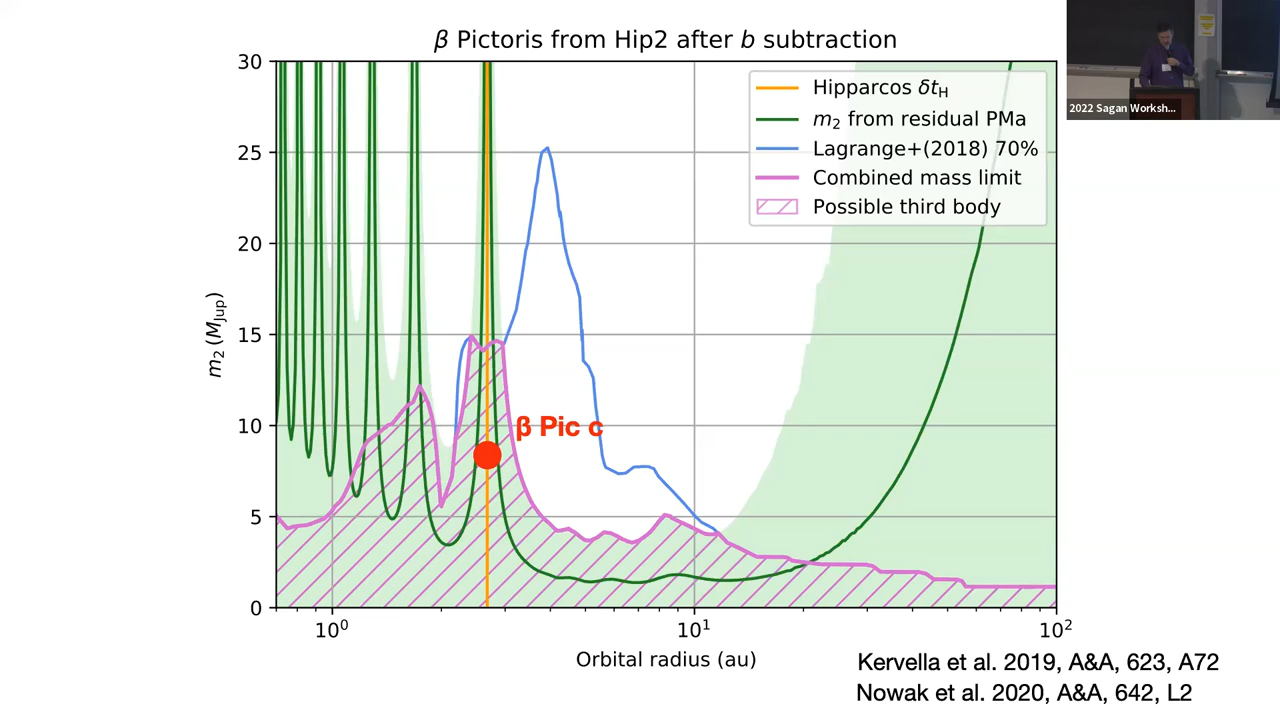 β Pictoris from Hip2 after b subtraction
2022 Sagan Worksh...
Hipparcos δtH
m2 from residual PMa
Lagrange+(2018) 70%
Combined mass limit
Possible third body
30
25
20
15
10
5
0
m2 (MJup)
β Pic c
10^0
10^1
10^2
Orbital radius (au)
Kervella et al. 2019, A&A, 623, A72
Nowak et al. 2020, A&A, 642, L2